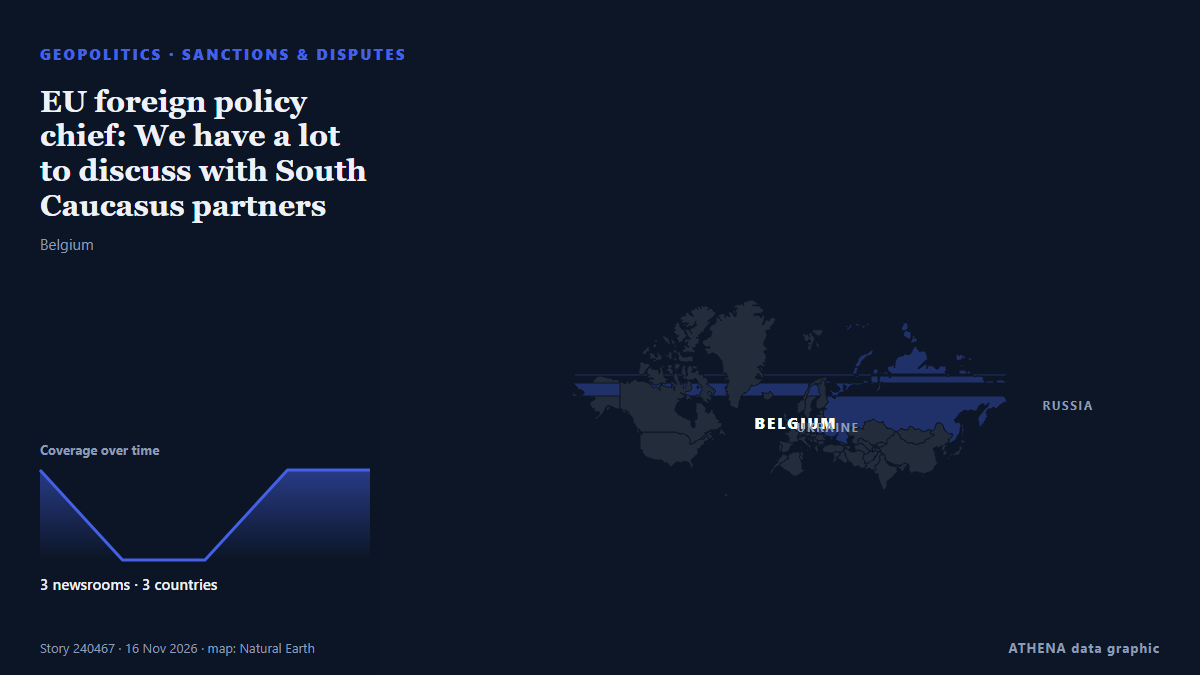 GEOPOLITICS · SANCTIONS & DISPUTES
EU foreign policy
chief: We have a lot
to discuss with South
Caucasus partners
Belgium
RUSSIA
BELGIUM
UKRAINE
Coverage over time
3 newsrooms · 3 countries
Story 240467 · 16 Nov 2026 · map: Natural Earth
ATHENA data graphic